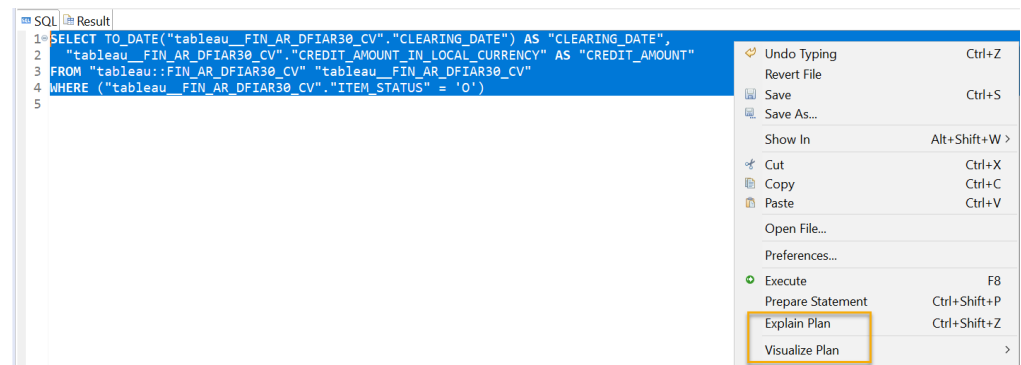 SQL Result
1 SELECT TO_DATE("tableau__FIN_AR_DFIAR30_CV"."CLEARING_DATE") AS "CLEARING_DATE",
2 "tableau__FIN_AR_DFIAR30_CV"."CREDIT_AMOUNT_IN_LOCAL_CURRENCY" AS "CREDIT_AMOUNT"
3 FROM "tableau::FIN_AR_DFIAR30_CV" "tableau__FIN_AR_DFIAR30_CV"
4 WHERE ("tableau__FIN_AR_DFIAR30_CV"."ITEM_STATUS" = 'O')
5
Undo Typing Ctrl+Z
Revert File
Save Ctrl+S
Save As...
Show In Alt+Shift+W >
Cut Ctrl+X
Copy Ctrl+C
Paste Ctrl+V
Open File...
Preferences...
Execute F8
Prepare Statement Ctrl+Shift+P
Explain Plan Ctrl+Shift+Z
Visualize Plan >